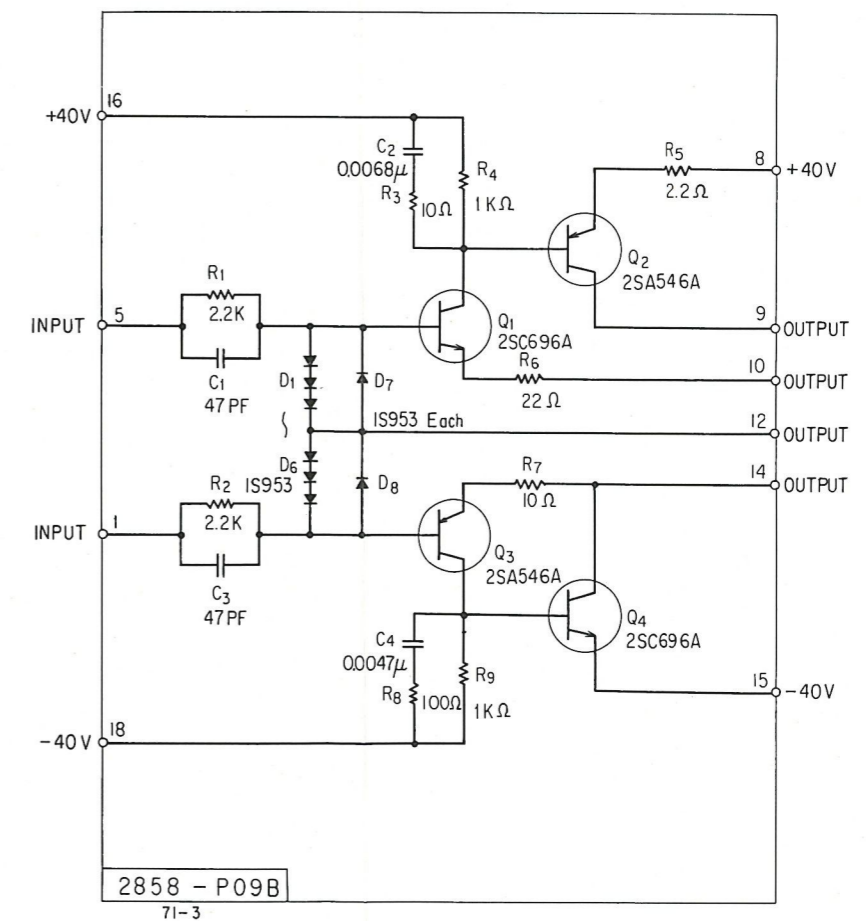 16
+40V
C2
0.0068μ
R3
10Ω
R4
1KΩ
R5
2.2Ω
8
+40V
Q2
2SA546A
R1
2.2K
INPUT
5
C1
47PF
D1
D7
Q1
2SC696A
9
OUTPUT
R6
22Ω
10
OUTPUT
1S953 Each
12
OUTPUT
D6
1S953
D8
R7
10Ω
14
OUTPUT
R2
2.2K
INPUT
1
C3
47PF
Q3
2SA546A
Q4
2SC696A
C4
0.0047μ
R8
100Ω
R9
1KΩ
15
-40V
18
-40V
2858 - P09B
71-3